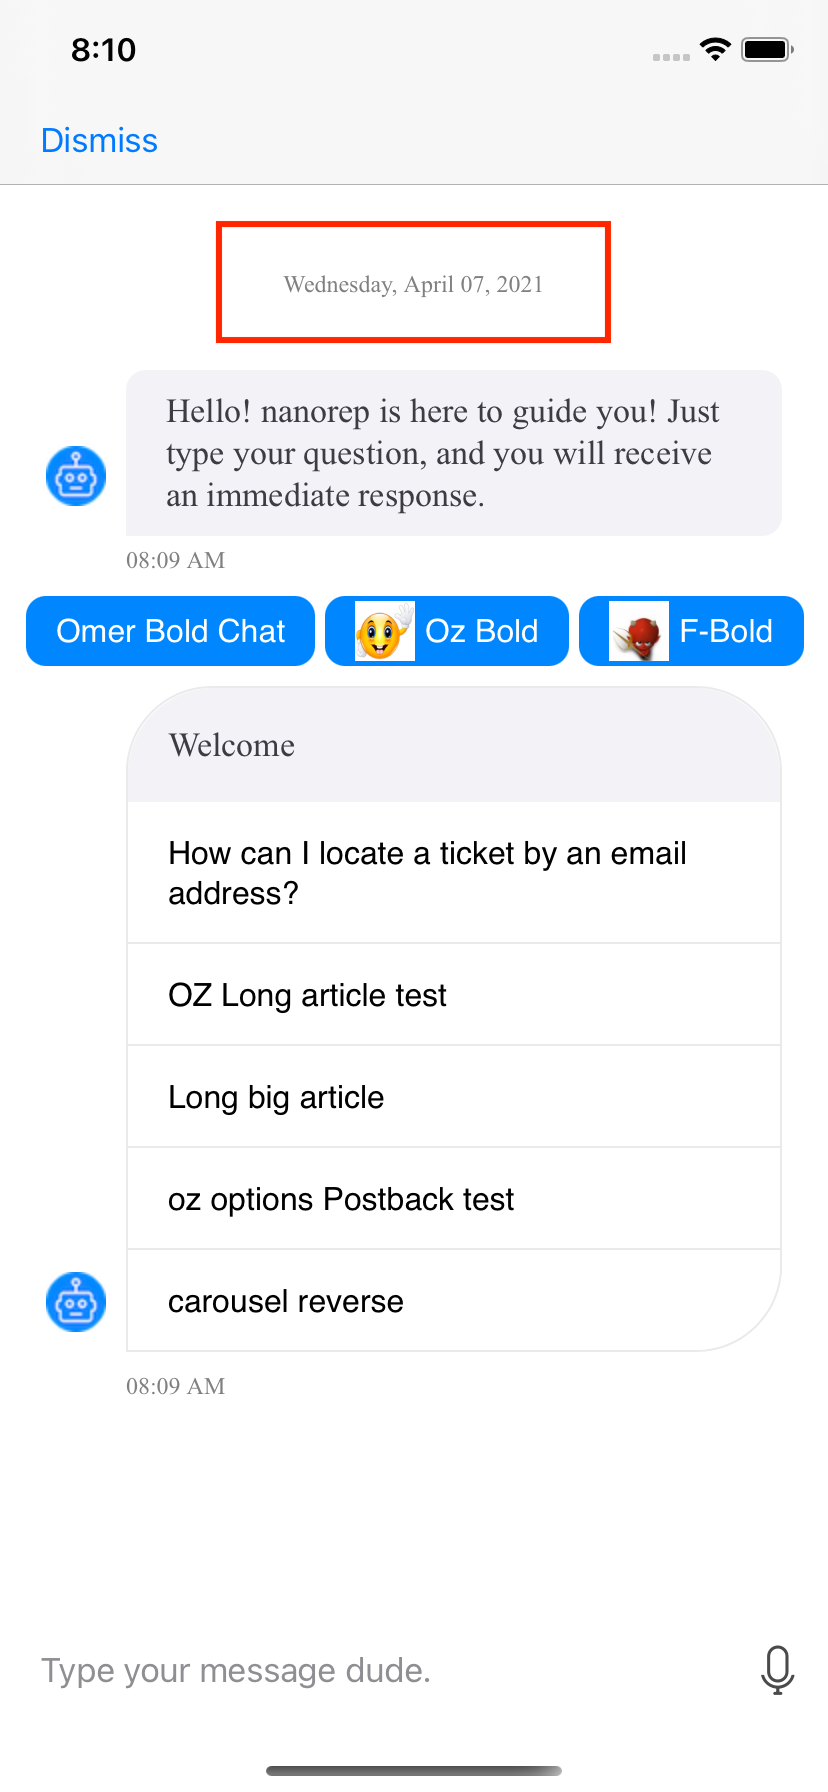 8:10
Dismiss
Wednesday, April 07, 2021
Hello! nanorep is here to guide you! Just
type your question, and you will receive
an immediate response.
08:09 AM
Omer Bold Chat
Oz Bold
F-Bold
Welcome
How can I locate a ticket by an email
address?
OZ Long article test
Long big article
oz options Postback test
carousel reverse
08:09 AM
Type your message dude.